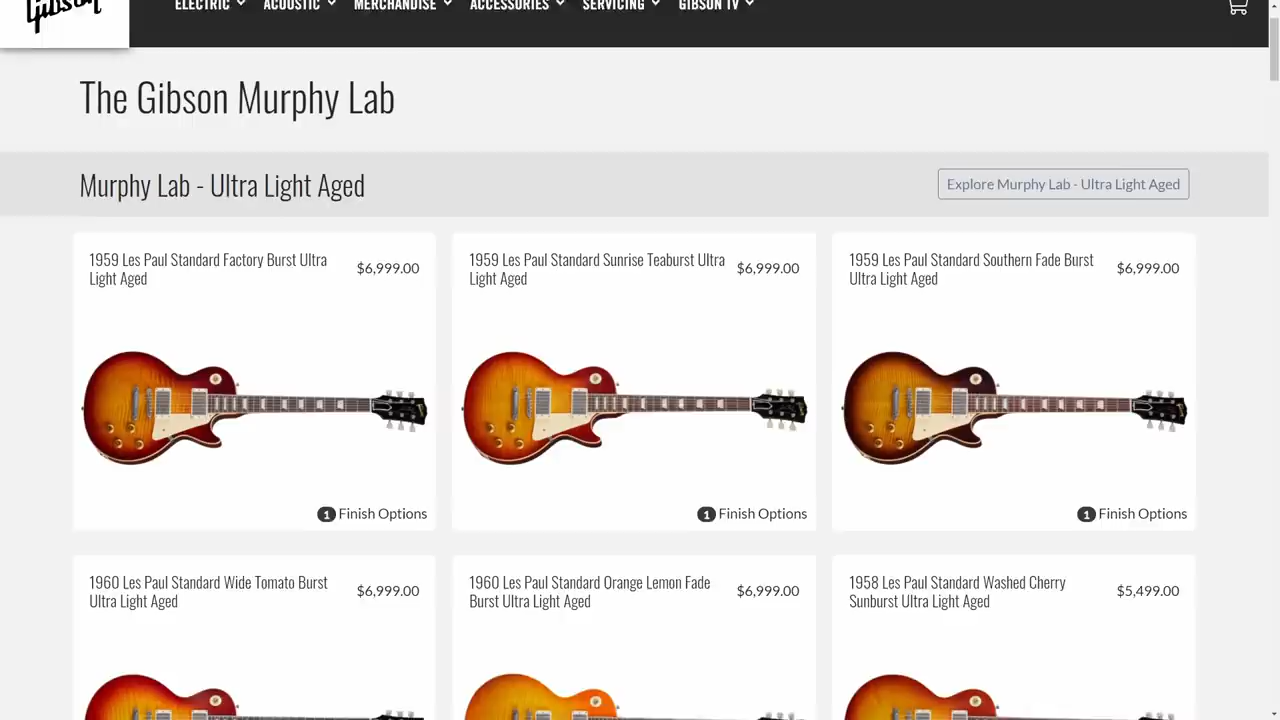 Gibson
ELECTRIC ACOUSTIC MERCHANDISE ACCESSORIES SERVICING GIBSON TV
The Gibson Murphy Lab
Murphy Lab - Ultra Light Aged
Explore Murphy Lab - Ultra Light Aged
1959 Les Paul Standard Factory Burst Ultra
Light Aged
$6,999.00
1 Finish Options
1959 Les Paul Standard Sunrise Teaburst Ultra
Light Aged
$6,999.00
1 Finish Options
1959 Les Paul Standard Southern Fade Burst
Ultra Light Aged
$6,999.00
1 Finish Options
1960 Les Paul Standard Wide Tomato Burst
Ultra Light Aged
$6,999.00
1960 Les Paul Standard Orange Lemon Fade
Burst Ultra Light Aged
$6,999.00
1958 Les Paul Standard Washed Cherry
Sunburst Ultra Light Aged
$5,499.00